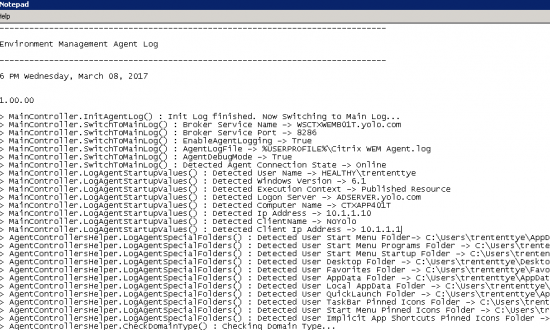 Notepad
Help
--------------------------------------------------------------------------------
Environment Management Agent Log
--------------------------------------------------------------------------------
6 PM Wednesday, March 08, 2017
1.00.00
> MainController.InitAgentLog() : Init Log finished. Now Switching to Main Log...
> MainController.SwitchToMainLog() : Broker Service Name -> WSCTXWEMB01T.yolo.com
> MainController.SwitchToMainLog() : Broker Service Port -> 8286
> MainController.SwitchToMainLog() : EnableAgentLogging -> True
> MainController.SwitchToMainLog() : AgentLogFile -> %USERPROFILE%\Citrix WEM Agent.log
> MainController.SwitchToMainLog() : AgentDebugMode -> True
> MainController.SwitchToMainLog() : Detected Agent Connection State -> Online
> MainController.LogAgentStartupValues() : Detected User Name -> HEALTHY\trententtye
> MainController.LogAgentStartupValues() : Detected Windows Version -> 6.1
> MainController.LogAgentStartupValues() : Detected Execution Context -> Published Resource
> MainController.LogAgentStartupValues() : Detected Logon Server -> ADSERVER.yolo.com
> MainController.LogAgentStartupValues() : Detected Computer Name -> CTXAPP401T
> MainController.LogAgentStartupValues() : Detected Ip Address -> 10.1.1.10
> MainController.LogAgentStartupValues() : Detected ClientName -> NoYolo
> MainController.LogAgentStartupValues() : Detected Client Ip Address -> 10.1.1.1
> AgentControllersHelper.LogAgentSpecialFolders() : Detected User Start Menu Folder-> C:\Users\trententtye\AppD
> AgentControllersHelper.LogAgentSpecialFolders() : Detected User Start Menu Programs Folder -> C:\Users\trente
> AgentControllersHelper.LogAgentSpecialFolders() : Detected User Start Menu Startup Folder -> C:\Users\trenten
> AgentControllersHelper.LogAgentSpecialFolders() : Detected User Desktop Folder -> C:\Users\trententtye\Deskto
> AgentControllersHelper.LogAgentSpecialFolders() : Detected User Favorites Folder -> C:\Users\trententtye\Favo
> AgentControllersHelper.LogAgentSpecialFolders() : Detected User AppData Folder -> C:\Users\trententtye\AppDat
> AgentControllersHelper.LogAgentSpecialFolders() : Detected User Local AppData Folder -> C:\Users\trententtye\
> AgentControllersHelper.LogAgentSpecialFolders() : Detected User QuickLaunch Folder -> C:\Users\trententtye\Ap
> AgentControllersHelper.LogAgentSpecialFolders() : Detected User TaskBar Pinned Icons Folder -> C:\Users\trent
> AgentControllersHelper.LogAgentSpecialFolders() : Detected User Start Menu Pinned Icons Folder -> C:\Users\tr
> AgentControllersHelper.LogAgentSpecialFolders() : Detected User Implicit App Shortcuts Pinned Icons Folder -
> AgentControllersHelper.CheckDomainType() : Checking Domain Type...